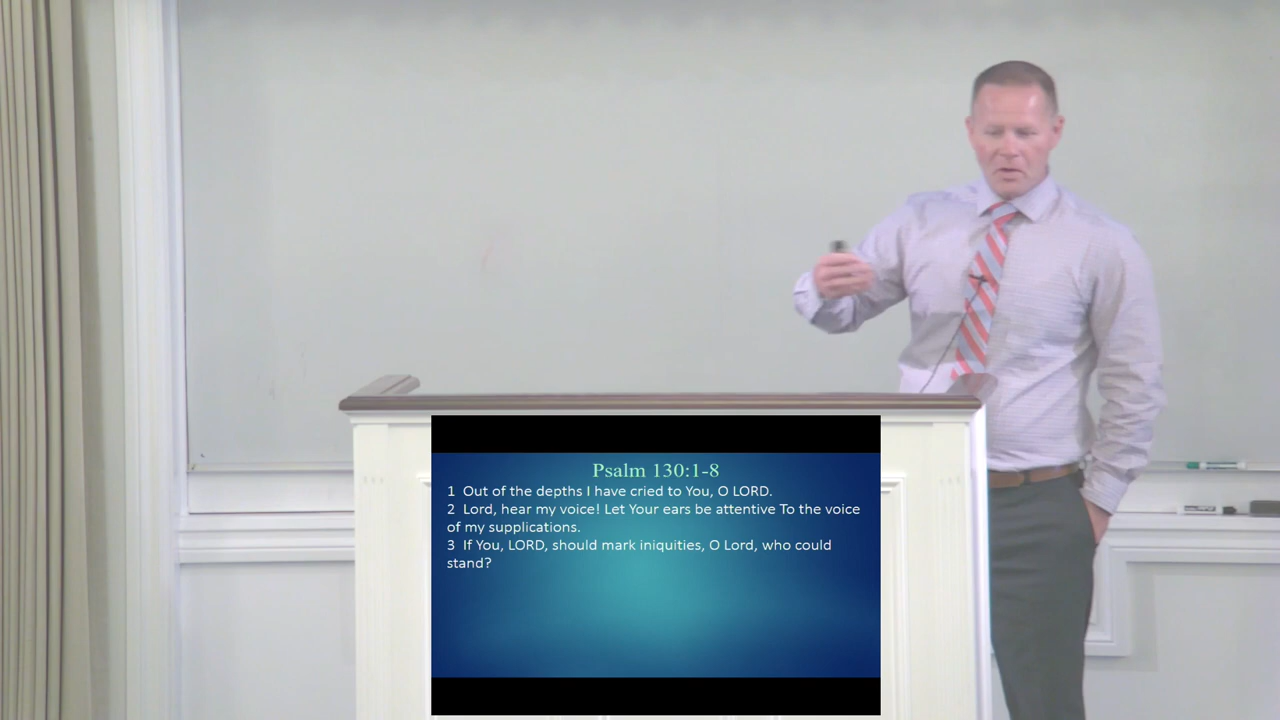 Psalm 130:1-8
1 Out of the depths I have cried to You, O LORD.
2 Lord, hear my voice! Let Your ears be attentive To the voice
of my supplications.
3 If You, LORD, should mark iniquities, O Lord, who could
stand?